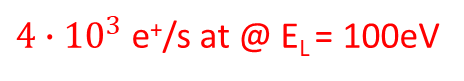 4 · 10³ e⁺/s at @ E_L = 100eV